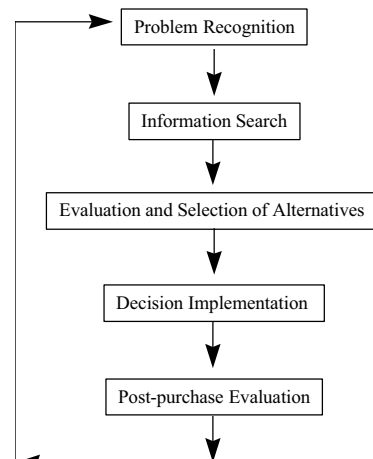 Problem Recognition
Information Search
Evaluation and Selection of Alternatives
Decision Implementation
Post-purchase Evaluation